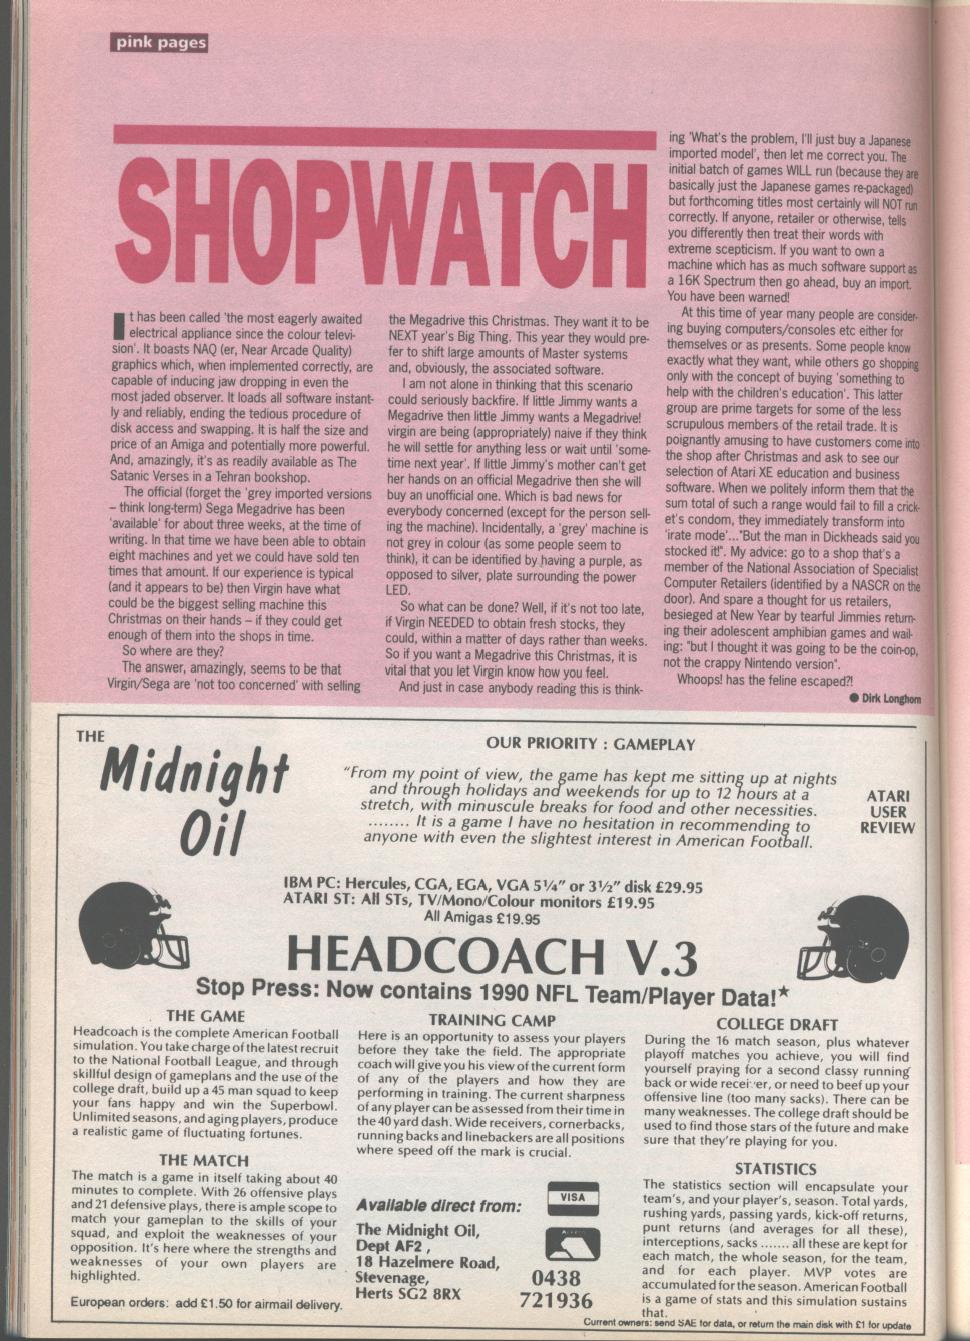 pink pages
SHOPWATCH
It has been called 'the most eagerly awaited
electrical appliance since the colour televi-
sion'. It boasts NAQ (er, Near Arcade Quality)
graphics which, when implemented correctly, are
capable of inducing jaw dropping in even the
most jaded observer. It loads all software instant-
ly and reliably, ending the tedious procedure of
disk access and swapping. It is half the size and
price of an Amiga and potentially more powerful.
And, amazingly, it's as readily available as The
Satanic Verses in a Tehran bookshop.
The official (forget the 'grey imported versions
– think long-term) Sega Megadrive has been
'available' for about three weeks, at the time of
writing. In that time we have been able to obtain
eight machines and yet we could have sold ten
times that amount. If our experience is typical
(and it appears to be) then Virgin have what
could be the biggest selling machine this
Christmas on their hands – if they could get
enough of them into the shops in time.
So where are they?
The answer, amazingly, seems to be that
Virgin/Sega are 'not too concerned' with selling
the Megadrive this Christmas. They want it to be
NEXT year's Big Thing. This year they would pre-
fer to shift large amounts of Master systems
and, obviously, the associated software.
I am not alone in thinking that this scenario
could seriously backfire. If little Jimmy wants a
Megadrive then little Jimmy wants a Megadrive!
virgin are being (appropriately) naive if they think
he will settle for anything less or wait until 'some-
time next year'. If little Jimmy's mother can't get
her hands on an official Megadrive then she will
buy an unofficial one. Which is bad news for
everybody concerned (except for the person sell-
ing the machine). Incidentally, a 'grey' machine is
not grey in colour (as some people seem to
think), it can be identified by having a purple, as
opposed to silver, plate surrounding the power
LED.
So what can be done? Well, if it's not too late,
if Virgin NEEDED to obtain fresh stocks, they
could, within a matter of days rather than weeks.
So if you want a Megadrive this Christmas, it is
vital that you let Virgin know how you feel.
And just in case anybody reading this is think-
ing 'What's the problem, I'll just buy a Japanese
imported model', then let me correct you. The
initial batch of games WILL run (because they are
basically just the Japanese games re-packaged)
but forthcoming titles most certainly will NOT run
correctly. If anyone, retailer or otherwise, tells
you differently then treat their words with
extreme scepticism. If you want to own a
machine which has as much software support as
a 16K Spectrum then go ahead, buy an import.
You have been warned!
At this time of year many people are consider-
ing buying computers/consoles etc either for
themselves or as presents. Some people know
exactly what they want, while others go shopping
only with the concept of buying 'something to
help with the children's education'. This latter
group are prime targets for some of the less
scrupulous members of the retail trade. It is
poignantly amusing to have customers come into
the shop after Christmas and ask to see our
selection of Atari XE education and business
software. When we politely inform them that the
sum total of such a range would fail to fill a crick-
et's condom, they immediately transform into
'irate mode'..."But the man in Dickheads said you
stocked it!". My advice: go to a shop that's a
member of the National Association of Specialist
Computer Retailers (identified by a NASCR on the
door). And spare a thought for us retailers,
besieged at New Year by tearful Jimmies return-
ing their adolescent amphibian games and wail-
ing: "but I thought it was going to be the coin-op,
not the crappy Nintendo version".
Whoops! has the feline escaped?!
● Dirk Longhorn
THE
Midnight
Oil
OUR PRIORITY : GAMEPLAY
"From my point of view, the game has kept me sitting up at nights
and through holidays and weekends for up to 12 hours at a
stretch, with minuscule breaks for food and other necessities.
........ It is a game I have no hesitation in recommending to
anyone with even the slightest interest in American Football.
ATARI
USER
REVIEW
IBM PC: Hercules, CGA, EGA, VGA 5¼" or 3½" disk £29.95
ATARI ST: All STs, TV/Mono/Colour monitors £19.95
All Amigas £19.95
HEADCOACH V.3
Stop Press: Now contains 1990 NFL Team/Player Data!★
THE GAME
Headcoach is the complete American Football
simulation. You take charge of the latest recruit
to the National Football League, and through
skillful design of gameplans and the use of the
college draft, build up a 45 man squad to keep
your fans happy and win the Superbowl.
Unlimited seasons, and aging players, produce
a realistic game of fluctuating fortunes.
THE MATCH
The match is a game in itself taking about 40
minutes to complete. With 26 offensive plays
and 21 defensive plays, there is ample scope to
match your gameplan to the skills of your
squad, and exploit the weaknesses of your
opposition. It's here where the strengths and
weaknesses of your own players are
highlighted.
European orders: add £1.50 for airmail delivery.
TRAINING CAMP
Here is an opportunity to assess your players
before they take the field. The appropriate
coach will give you his view of the current form
of any of the players and how they are
performing in training. The current sharpness
of any player can be assessed from their time in
the 40 yard dash. Wide receivers, cornerbacks,
running backs and linebackers are all positions
where speed off the mark is crucial.
Available direct from:
The Midnight Oil,
Dept AF2 ,
18 Hazelmere Road,
Stevenage,
Herts SG2 8RX
VISA
0438
721936
COLLEGE DRAFT
During the 16 match season, plus whatever
playoff matches you achieve, you will find
yourself praying for a second classy running
back or wide receiver, or need to beef up your
offensive line (too many sacks). There can be
many weaknesses. The college draft should be
used to find those stars of the future and make
sure that they're playing for you.
STATISTICS
The statistics section will encapsulate your
team's, and your player's, season. Total yards,
rushing yards, passing yards, kick-off returns,
punt returns (and averages for all these),
interceptions, sacks ....... all these are kept for
each match, the whole season, for the team,
and for each player. MVP votes are
accumulated for the season. American Football
is a game of stats and this simulation sustains
that.
Current owners: send SAE for data, or return the main disk with £1 for update